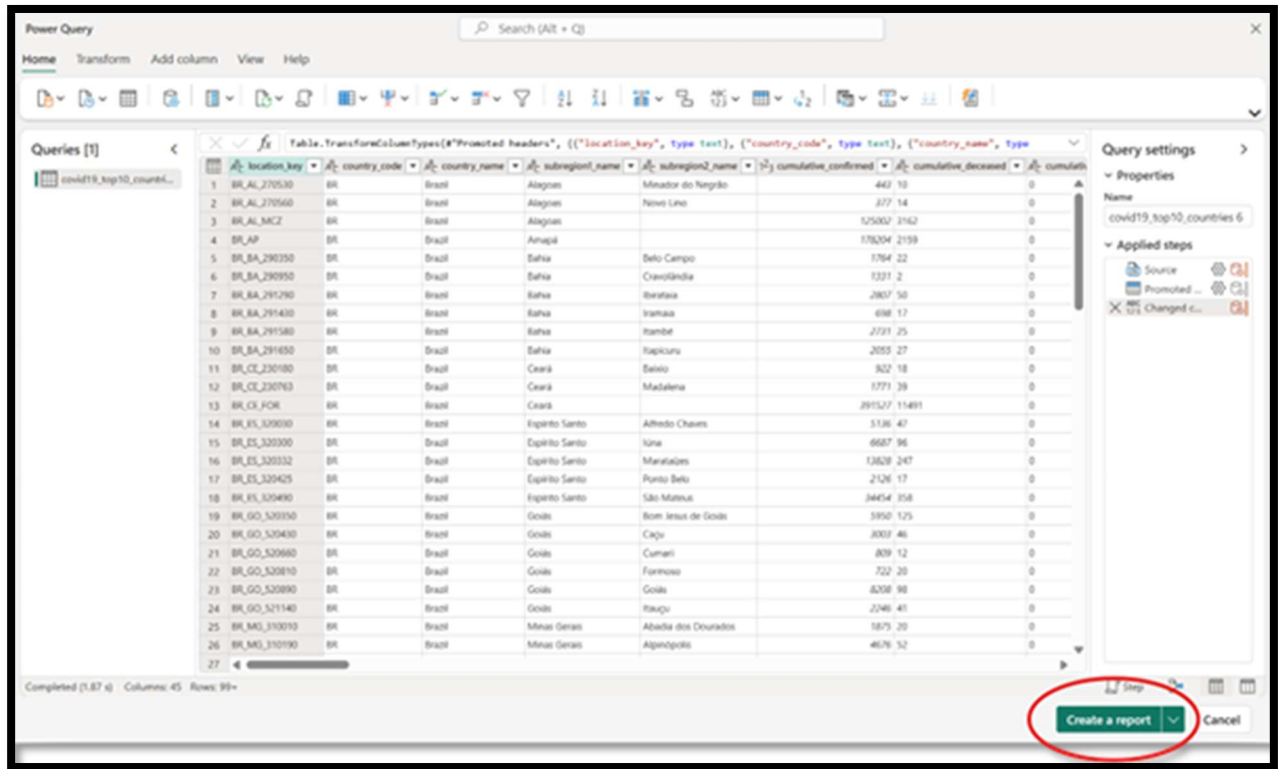 Power Query
Search (Alt + Q)
Home Transform Add column View Help
Queries [1]
covid19_top10_countri...
Table.TransformColumnTypes(#"Promoted headers", {{"location_key", type text}, {"country_code", type text}, {"country_name", type
location_key country_code country_name subregion1_name subregion2_name cumulative_confirmed cumulative_deceased cumulativ
1 BR_AL_270530 BR Brazil Alagoas Minador do Negrão 443 10 0
2 BR_AL_270560 BR Brazil Alagoas Novo Lino 377 14 0
3 BR_AL_MCZ BR Brazil Alagoas 125002 3162 0
4 BR_AP BR Brazil Amapá 178204 2159 0
5 BR_BA_290350 BR Brazil Bahia Belo Campo 1764 22 0
6 BR_BA_290950 BR Brazil Bahia Cravolândia 1331 2 0
7 BR_BA_291290 BR Brazil Bahia Ibirataia 2807 50 0
8 BR_BA_291430 BR Brazil Bahia Iramaia 698 17 0
9 BR_BA_291580 BR Brazil Bahia Itambé 2731 25 0
10 BR_BA_291650 BR Brazil Bahia Itapicuru 2055 27 0
11 BR_CE_230180 BR Brazil Ceará Baixio 922 18 0
12 BR_CE_230763 BR Brazil Ceará Madalena 1771 39 0
13 BR_CE_FOR BR Brazil Ceará 391527 11491 0
14 BR_ES_320030 BR Brazil Espírito Santo Alfredo Chaves 5136 47 0
15 BR_ES_320300 BR Brazil Espírito Santo Iúna 6687 96 0
16 BR_ES_320332 BR Brazil Espírito Santo Marataízes 13828 247 0
17 BR_ES_320425 BR Brazil Espírito Santo Ponto Belo 2126 17 0
18 BR_ES_320490 BR Brazil Espírito Santo São Mateus 34454 358 0
19 BR_GO_520350 BR Brazil Goiás Bom Jesus de Goiás 5950 125 0
20 BR_GO_520430 BR Brazil Goiás Caçu 3003 46 0
21 BR_GO_520660 BR Brazil Goiás Cumari 809 12 0
22 BR_GO_520810 BR Brazil Goiás Formoso 722 20 0
23 BR_GO_520890 BR Brazil Goiás Goiás 8208 98 0
24 BR_GO_521140 BR Brazil Goiás Itauçu 2246 41 0
25 BR_MG_310010 BR Brazil Minas Gerais Abadia dos Dourados 1875 20 0
26 BR_MG_310190 BR Brazil Minas Gerais Alpinópolis 4676 52 0
27
Query settings
Properties
Name
covid19_top10_countries 6
Applied steps
Source
Promoted ...
Changed c...
Completed (1.87 s) Columns: 45 Rows: 99+
Step
Create a report
Cancel